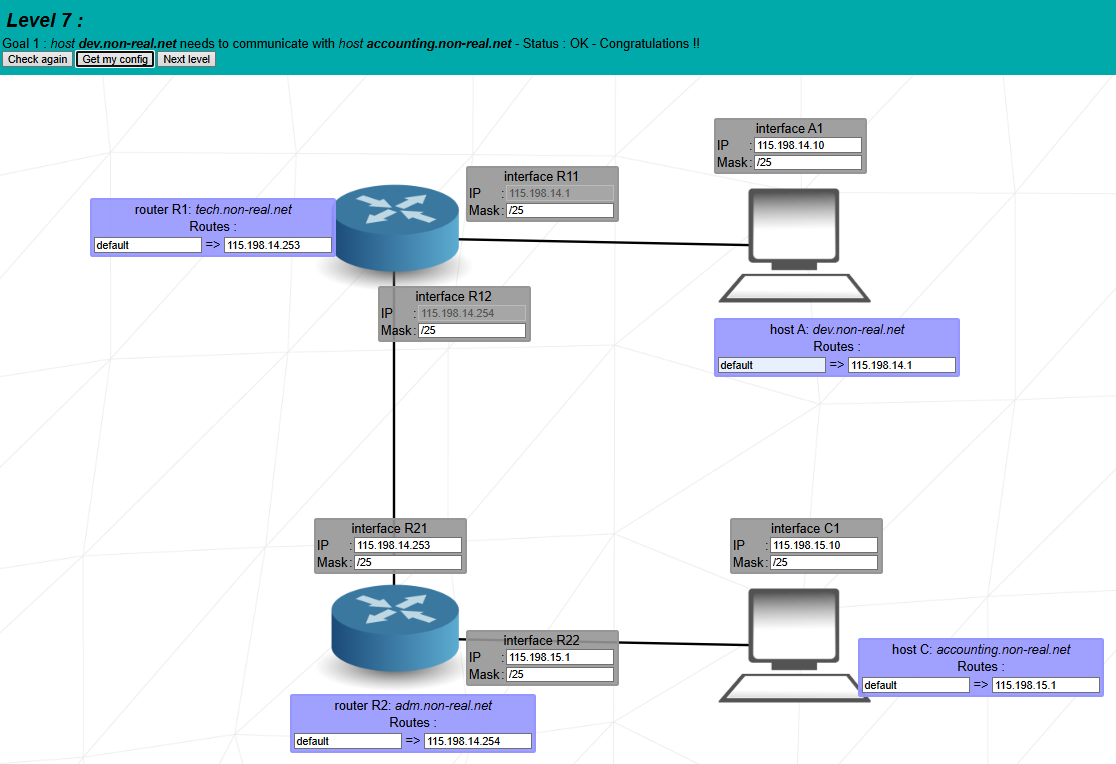 Level 7 :
Goal 1 : host dev.non-real.net needs to communicate with host accounting.non-real.net - Status : OK - Congratulations !!
Check again Get my config Next level
interface A1
IP : 115.198.14.10
Mask : /25
interface R11
IP : 115.198.14.1
Mask : /25
router R1: tech.non-real.net
Routes :
default => 115.198.14.253
interface R12
IP : 115.198.14.254
Mask : /25
host A: dev.non-real.net
Routes :
default => 115.198.14.1
interface R21
IP : 115.198.14.253
Mask : /25
interface C1
IP : 115.198.15.10
Mask : /25
interface R22
IP : 115.198.15.1
Mask : /25
host C: accounting.non-real.net
Routes :
default => 115.198.15.1
router R2: adm.non-real.net
Routes :
default => 115.198.14.254